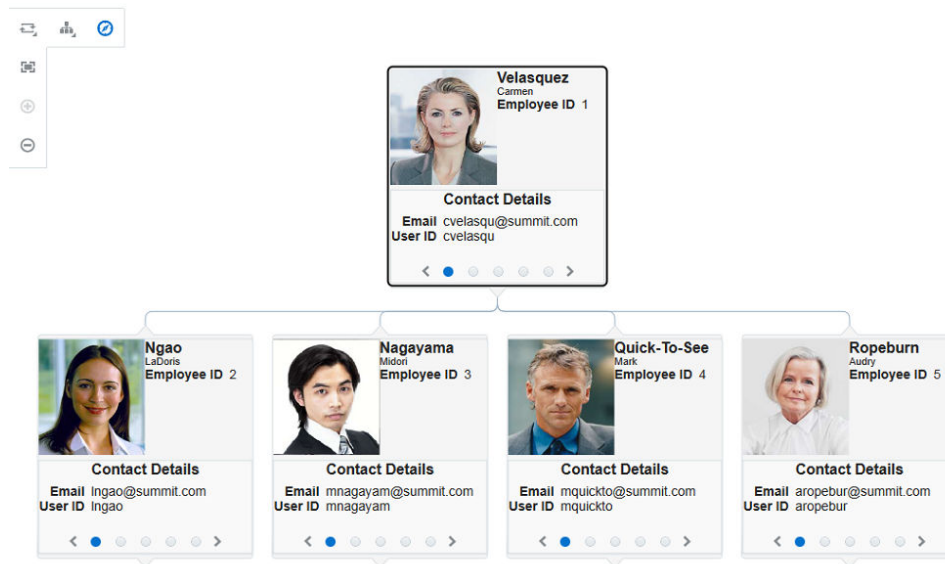 Velasquez
Carmen
Employee ID 1
Contact Details
Email cvelasqu@summit.com
User ID cvelasqu
Ngao
LaDoris
Employee ID 2
Contact Details
Email lngao@summit.com
User ID lngao
Nagayama
Midori
Employee ID 3
Contact Details
Email mnagayam@summit.com
User ID mnagayam
Quick-To-See
Mark
Employee ID 4
Contact Details
Email mquickto@summit.com
User ID mquickto
Ropeburn
Audry
Employee ID 5
Contact Details
Email aropebur@summit.com
User ID aropebur